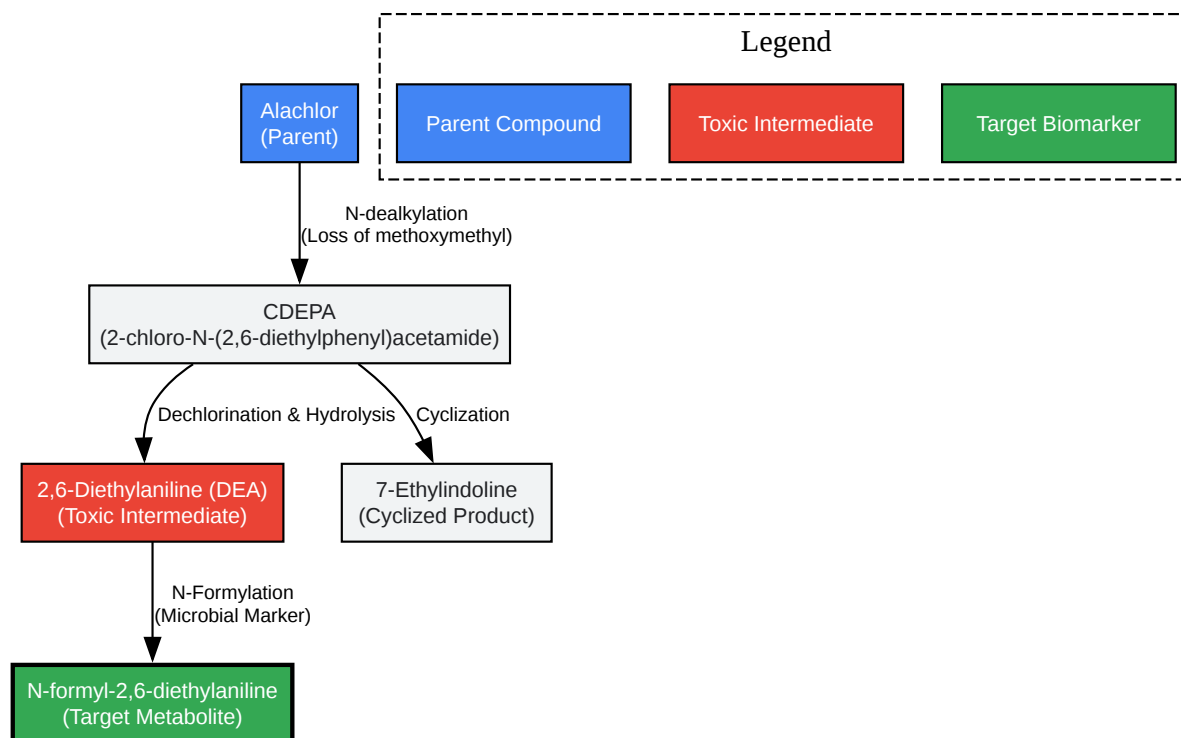 Legend
Alachlor
(Parent)
Parent Compound
Toxic Intermediate
Target Biomarker
N-dealkylation
(Loss of methoxymethyl)
CDEPA
(2-chloro-N-(2,6-diethylphenyl)acetamide)
Dechlorination & Hydrolysis
Cyclization
2,6-Diethylaniline (DEA)
(Toxic Intermediate)
7-Ethylindoline
(Cyclized Product)
N-Formylation
(Microbial Marker)
N-formyl-2,6-diethylaniline
(Target Metabolite)